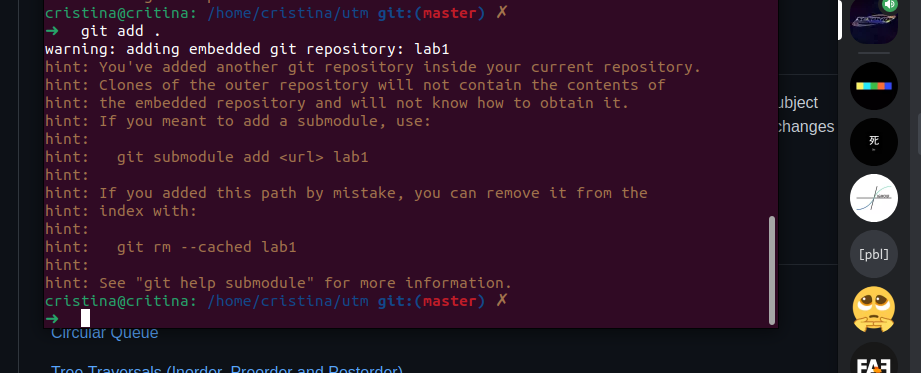 cristina@critina: /home/cristina/utm git:(master) ✗
➜ git add .
warning: adding embedded git repository: lab1
hint: You've added another git repository inside your current repository.
hint: Clones of the outer repository will not contain the contents of
hint: the embedded repository and will not know how to obtain it.
hint: If you meant to add a submodule, use:
hint:
hint: git submodule add <url> lab1
hint:
hint: If you added this path by mistake, you can remove it from the
hint: index with:
hint:
hint: git rm --cached lab1
hint:
hint: See "git help submodule" for more information.
cristina@critina: /home/cristina/utm git:(master) ✗
➜
Circular Queue
Tree Traversals (Inorder, Preorder and Postorder)
changes
死
[pbl]
FAF